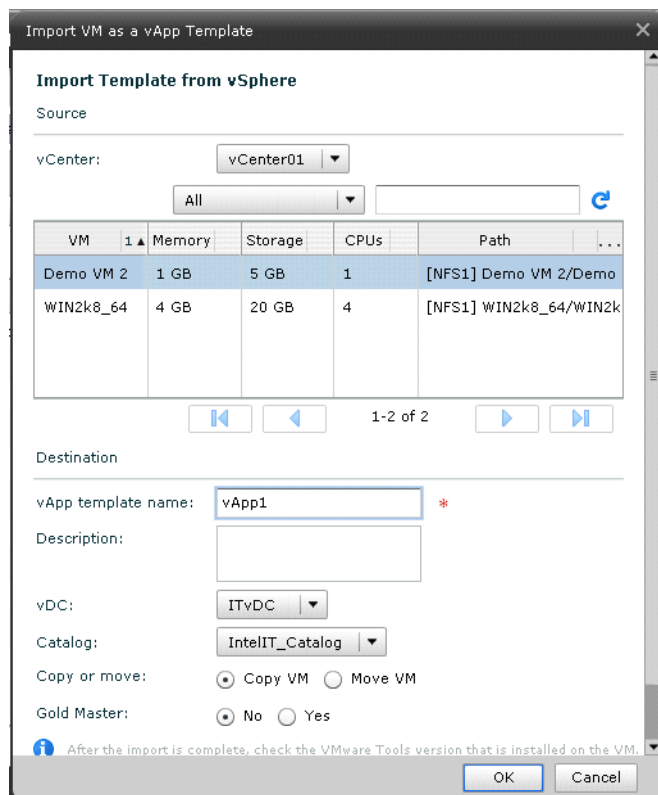 Import VM as a vApp Template
Import Template from vSphere
Source
vCenter: vCenter01
All
VM 1 Memory Storage CPUs Path ...
Demo VM 2 1 GB 5 GB 1 [NFS1] Demo VM 2/Demo
WIN2k8_64 4 GB 20 GB 4 [NFS1] WIN2k8_64/WIN2k
1-2 of 2
Destination
vApp template name: vApp1 *
Description:
vDC: ITvDC
Catalog: IntelIT_Catalog
Copy or move: Copy VM Move VM
Gold Master: No Yes
After the import is complete, check the VMware Tools version that is installed on the VM.
OK Cancel